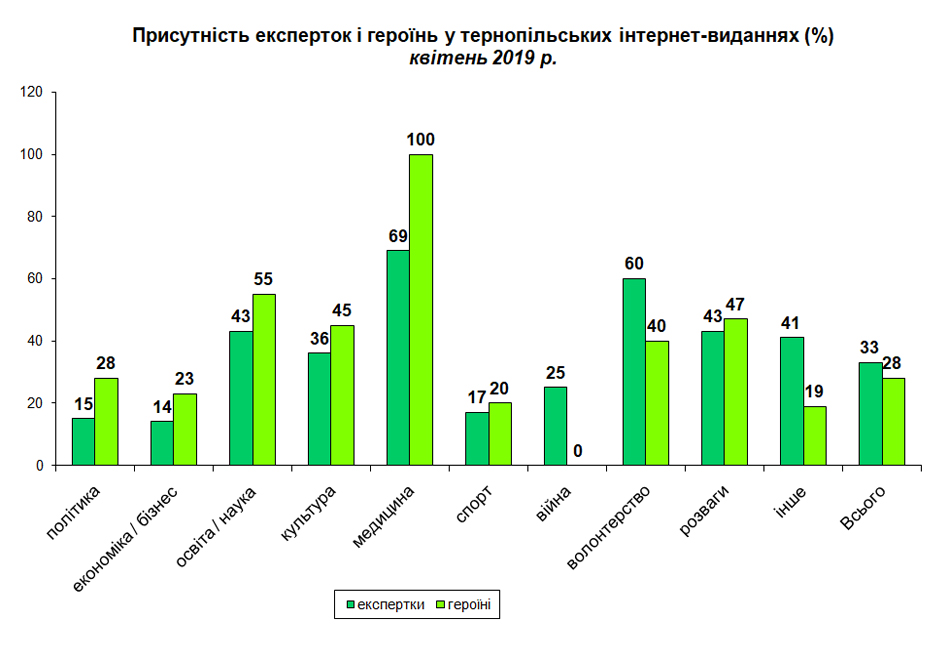 Присутність експерток і героїнь у тернопільських інтернет-виданнях (%)
квітень 2019 р.
120
100
80
60
40
20
0
15
28
14
23
43
55
36
45
69
100
17
20
25
0
60
40
43
47
41
19
33
28
політика
економіка / бізнес
освіта / наука
культура
медицина
спорт
війна
волонтерство
розваги
інше
Всього
експертки героїні